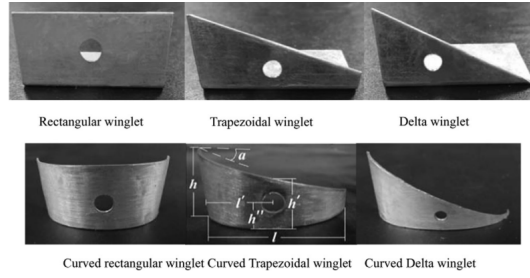 Rectangular winglet Trapezoidal winglet Delta winglet
a
h l' h'
h''
l
Curved rectangular winglet Curved Trapezoidal winglet Curved Delta winglet